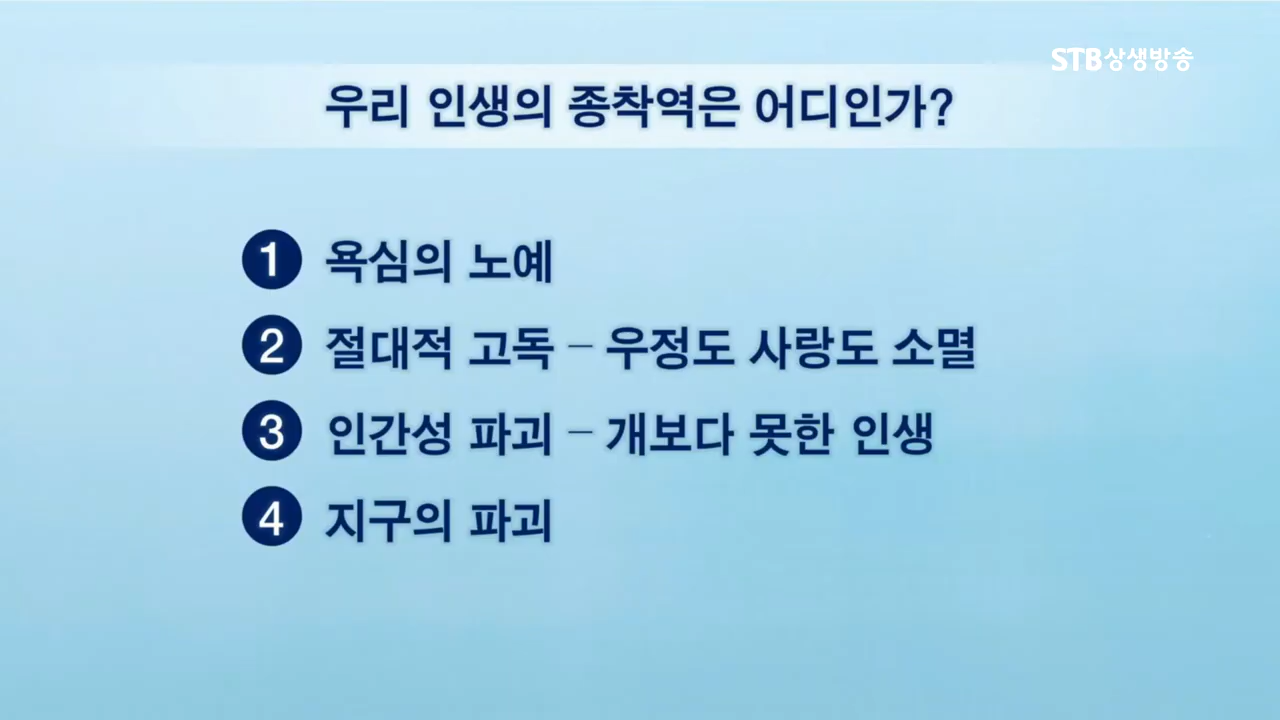 STB상생방송
우리 인생의 종착역은 어디인가?
1 욕심의 노예
2 절대적 고독 – 우정도 사랑도 소멸
3 인간성 파괴 – 개보다 못한 인생
4 지구의 파괴